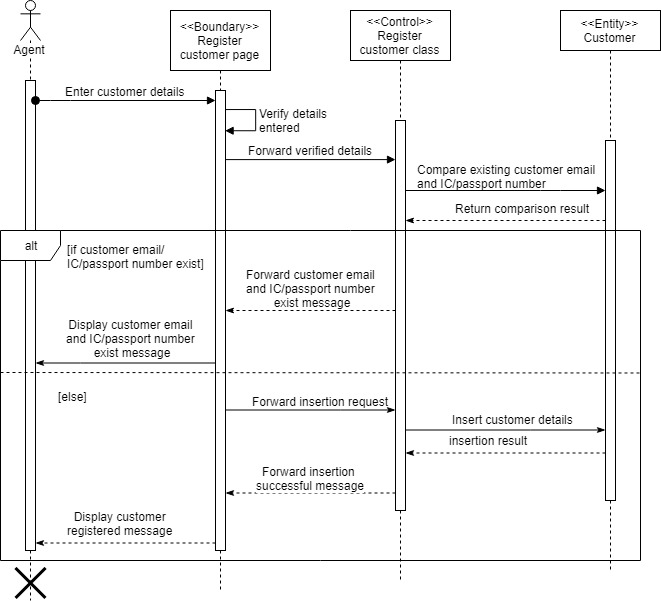 Agent
<<Boundary>>
Register
customer page
<<Control>>
Register
customer class
<<Entity>>
Customer
Enter customer details
Verify details
entered
Forward verified details
Compare existing customer email
and IC/passport number
Return comparison result
alt
[if customer email/
IC/passport number exist]
Forward customer email
and IC/passport number
exist message
Display customer email
and IC/passport number
exist message
[else]
Forward insertion request
Insert customer details
insertion result
Forward insertion
successful message
Display customer
registered message